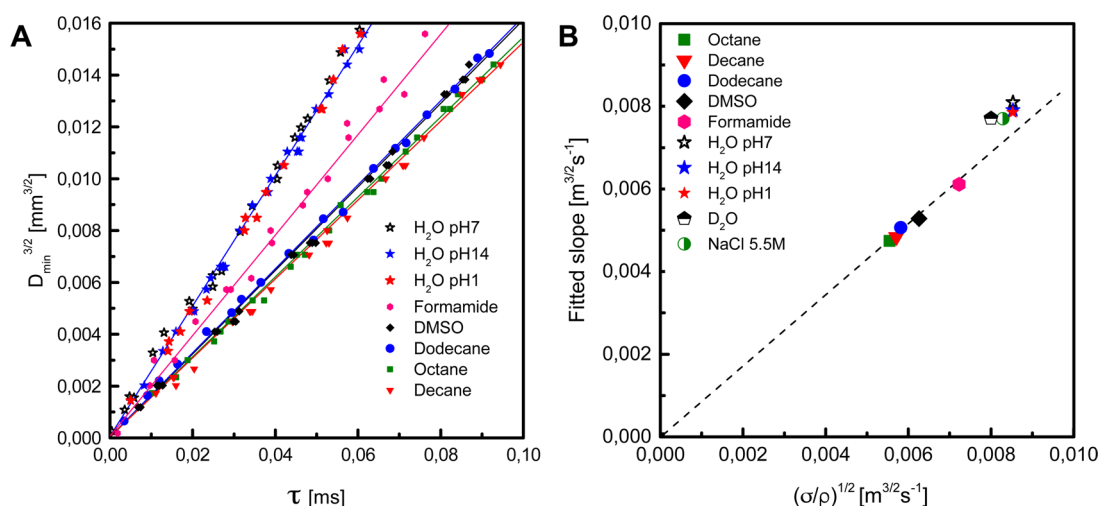 A
D_min^3/2 [mm^3/2]
0,016
0,014
0,012
0,010
0,008
0,006
0,004
0,002
0,000
0,00 0,02 0,04 0,06 0,08 0,10
τ [ms]
H₂O pH7
H₂O pH14
H₂O pH1
Formamide
DMSO
Dodecane
Octane
Decane
B
Fitted slope [m^3/2 s^-1]
0,010
0,008
0,006
0,004
0,002
0,000
0,000 0,002 0,004 0,006 0,008 0,010
(σ/ρ)^1/2 [m^3/2 s^-1]
Octane
Decane
Dodecane
DMSO
Formamide
H₂O pH7
H₂O pH14
H₂O pH1
D₂O
NaCl 5.5M